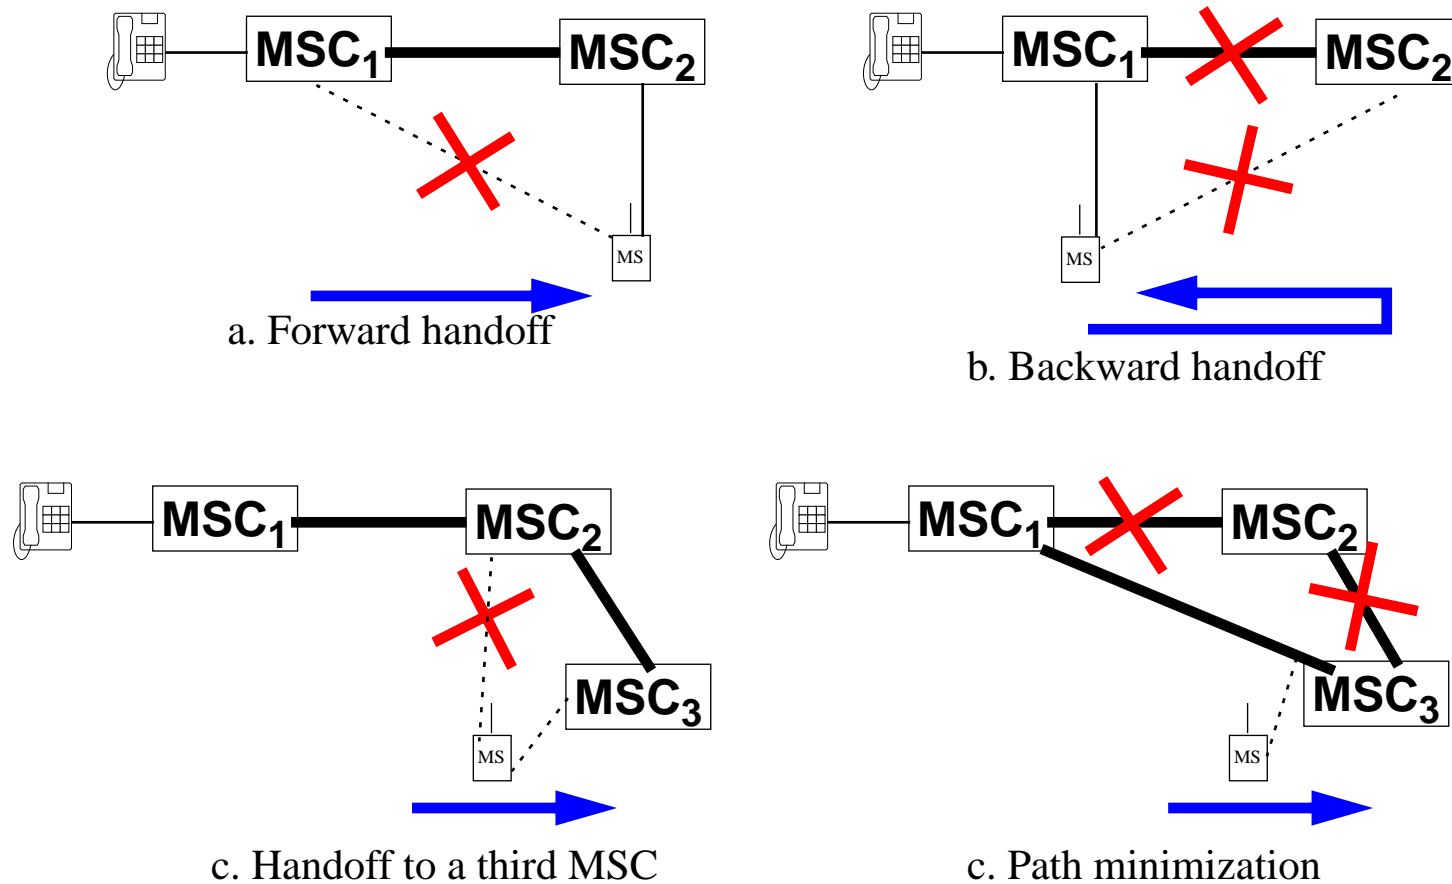 MSC1 MSC2
MS
a. Forward handoff
MSC1 MSC2
MS
b. Backward handoff
MSC1 MSC2
MSC3
MS
c. Handoff to a third MSC
MSC1 MSC2
MSC3
MS
c. Path minimization